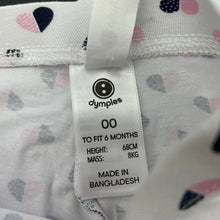 dymples
00
TO FIT 6 MONTHS
HEIGHT: 68CM
MASS: 8KG
MADE IN
BANGLADESH